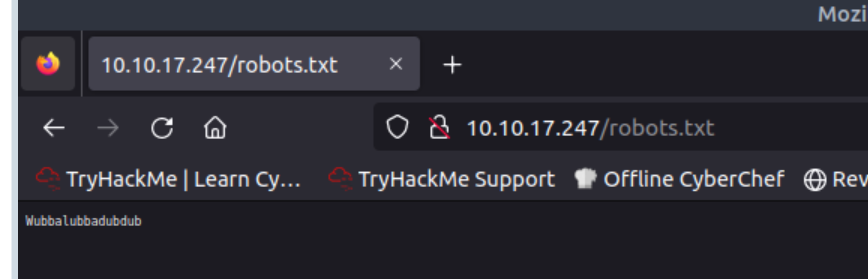 Mozi
10.10.17.247/robots.txt
10.10.17.247/robots.txt
TryHackMe | Learn Cy... TryHackMe Support Offline CyberChef Rev
Wubbalubbadubdub